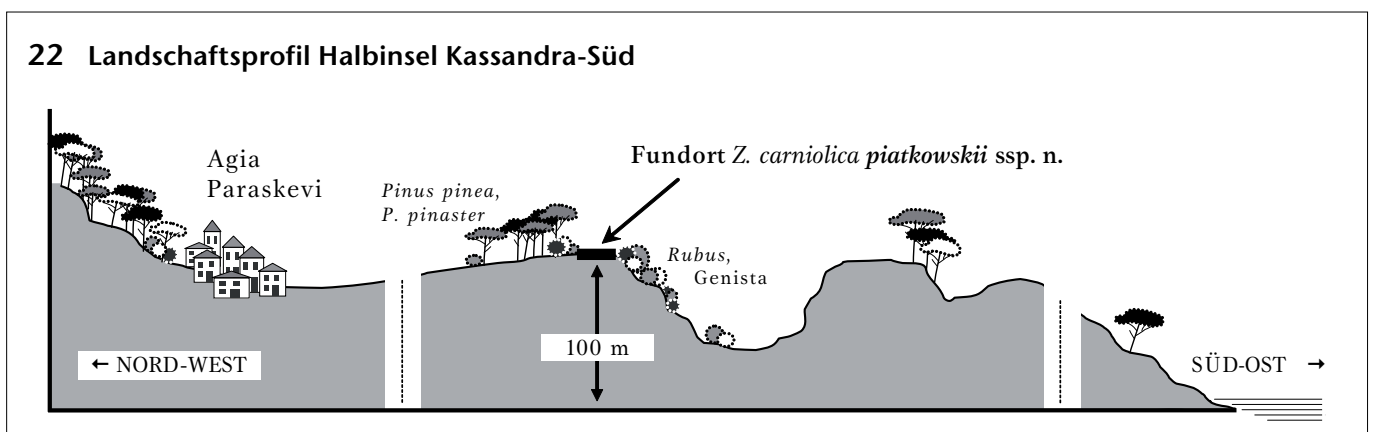 22 Landschaftsprofil Halbinsel Kassandra-Süd
Agia
Paraskevi
Pinus pinea,
P. pinaster
Fundort Z. carniolica piatkowskii ssp. n.
Rubus,
Genista
100 m
← NORD-WEST
SÜD-OST →